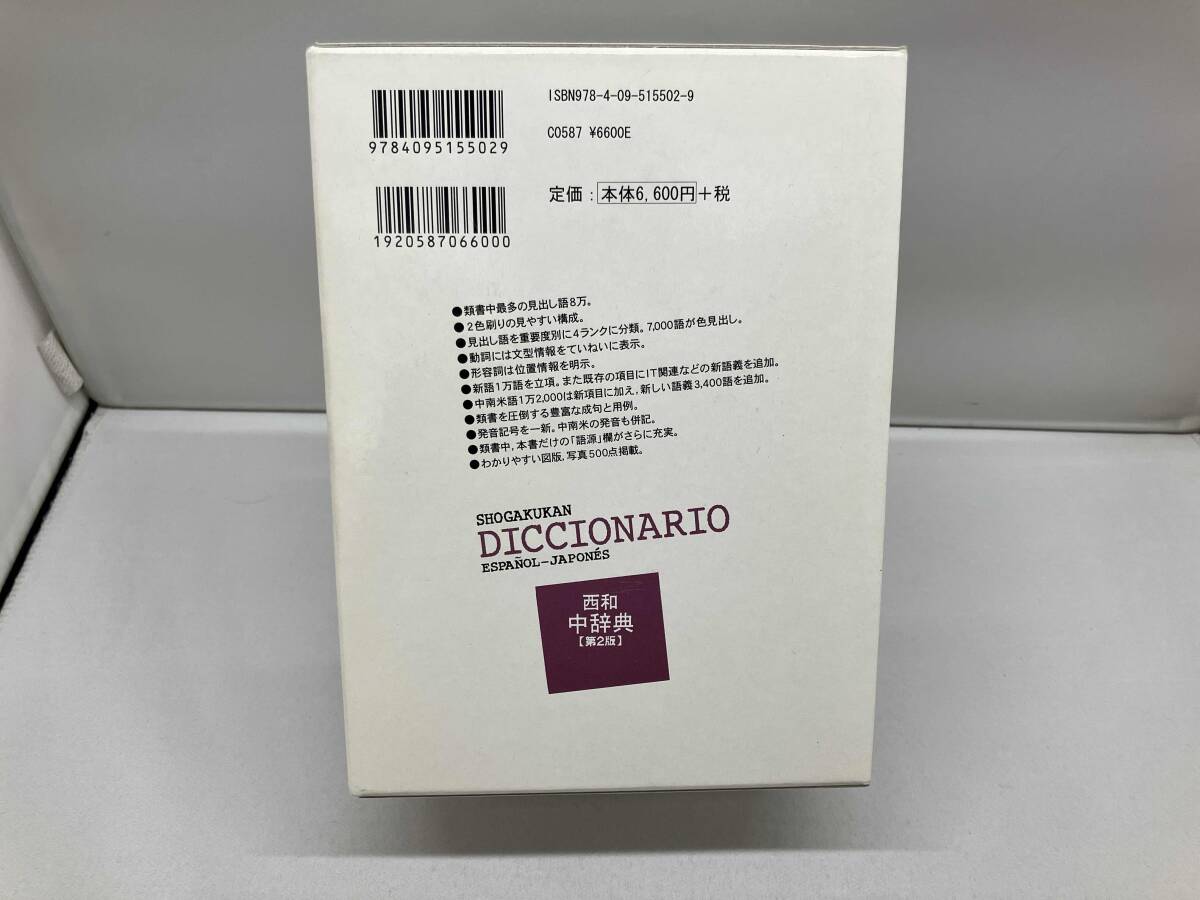 ISBN978-4-09-515502-9
9784095155029
C0587 ¥6600E
定価：本体6,600円＋税
1920587066000
●類書中最多の見出し語8万。
●2色刷りの見やすい構成。
●見出し語を重要度別に4ランクに分類。7,000語が色見出し。
●動詞には文型情報をていねいに表示。
●形容詞は位置情報を明示。
●新語1万語を立項。また既存の項目にIT関連などの新語義を追加。
●中南米語1万2,000は新項目に加え,新しい語義3,400語を追加。
●類書を圧倒する豊富な成句と用例。
●発音記号を一新。中南米の発音も併記。
●類書中,本書だけの「語源」欄がさらに充実。
●わかりやすい図版,写真500点掲載。
SHOGAKUKAN
DICCIONARIO
ESPAÑOL-JAPONÉS
西和
中辞典
【第2版】